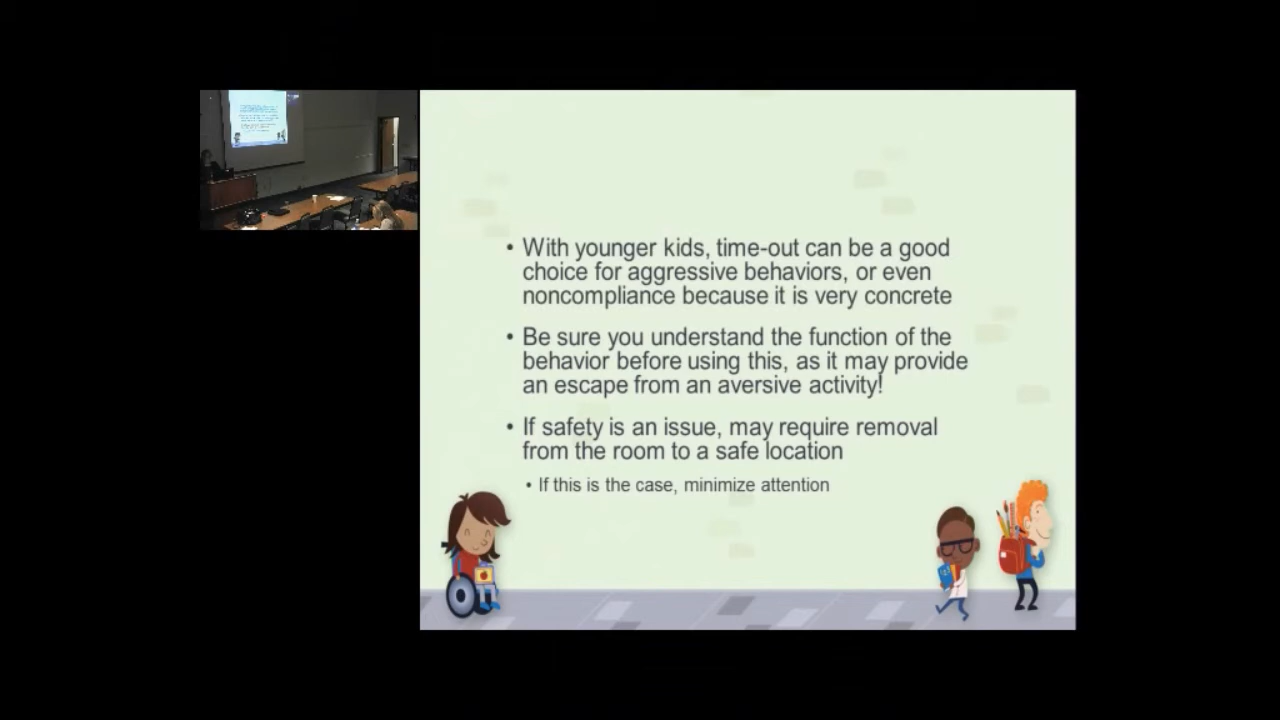 • With younger kids, time-out can be a good
choice for aggressive behaviors, or even
noncompliance because it is very concrete
• Be sure you understand the function of the
behavior before using this, as it may provide
an escape from an aversive activity!
• If safety is an issue, may require removal
from the room to a safe location
• If this is the case, minimize attention